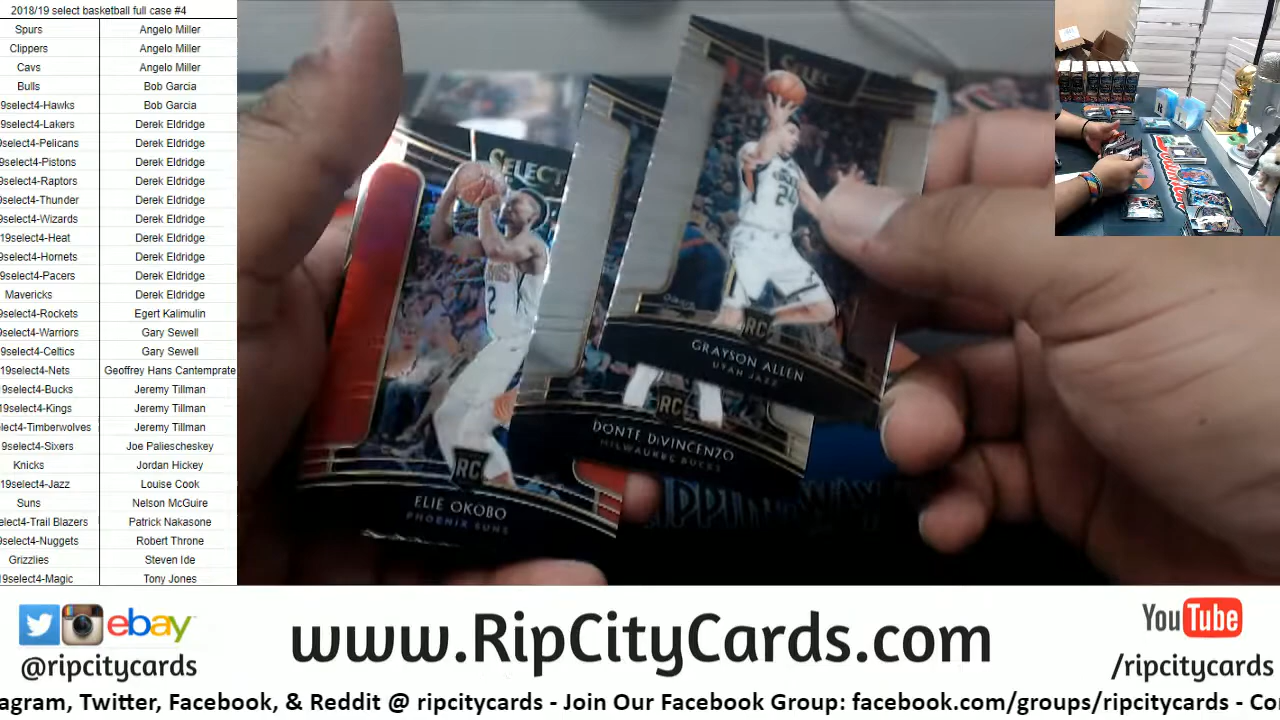 2018/19 select basketball full case #4
Spurs Angelo Miller
Clippers Angelo Miller
Cavs Angelo Miller
Bulls Bob Garcia
9select4-Hawks Bob Garcia
9select4-Lakers Derek Eldridge
9select4-Pelicans Derek Eldridge
9select4-Pistons Derek Eldridge
9select4-Raptors Derek Eldridge
9select4-Thunder Derek Eldridge
9select4-Wizards Derek Eldridge
19select4-Heat Derek Eldridge
9select4-Hornets Derek Eldridge
9select4-Pacers Derek Eldridge
Mavericks Derek Eldridge
9select4-Rockets Egert Kalimulin
9select4-Warriors Gary Sewell
9select4-Celtics Gary Sewell
19select4-Nets Geoffrey Hans Cantemprate
9select4-Bucks Jeremy Tillman
9select4-Kings Jeremy Tillman
elect4-Timberwolves Jeremy Tillman
9select4-Sixers Joe Paliescheskey
Knicks Jordan Hickey
19select4-Jazz Louise Cook
Suns Nelson McGuire
elect4-Trail Blazers Patrick Nakasone
9select4-Nuggets Robert Throne
Grizzlies Steven Ide
19select4-Magic Tony Jones
SELECT
24
RC
GRAYSON ALLEN
UTAH JAZZ
RC
DONTE DiVINCENZO
MILWAUKEE BUCKS
SELECT
2
RC
ELIE OKOBO
PHOENIX SUNS
ebay
@ripcitycards
www.RipCityCards.com
YouTube
/ripcitycards
agram, Twitter, Facebook, & Reddit @ ripcitycards - Join Our Facebook Group: facebook.com/groups/ripcitycards - Co